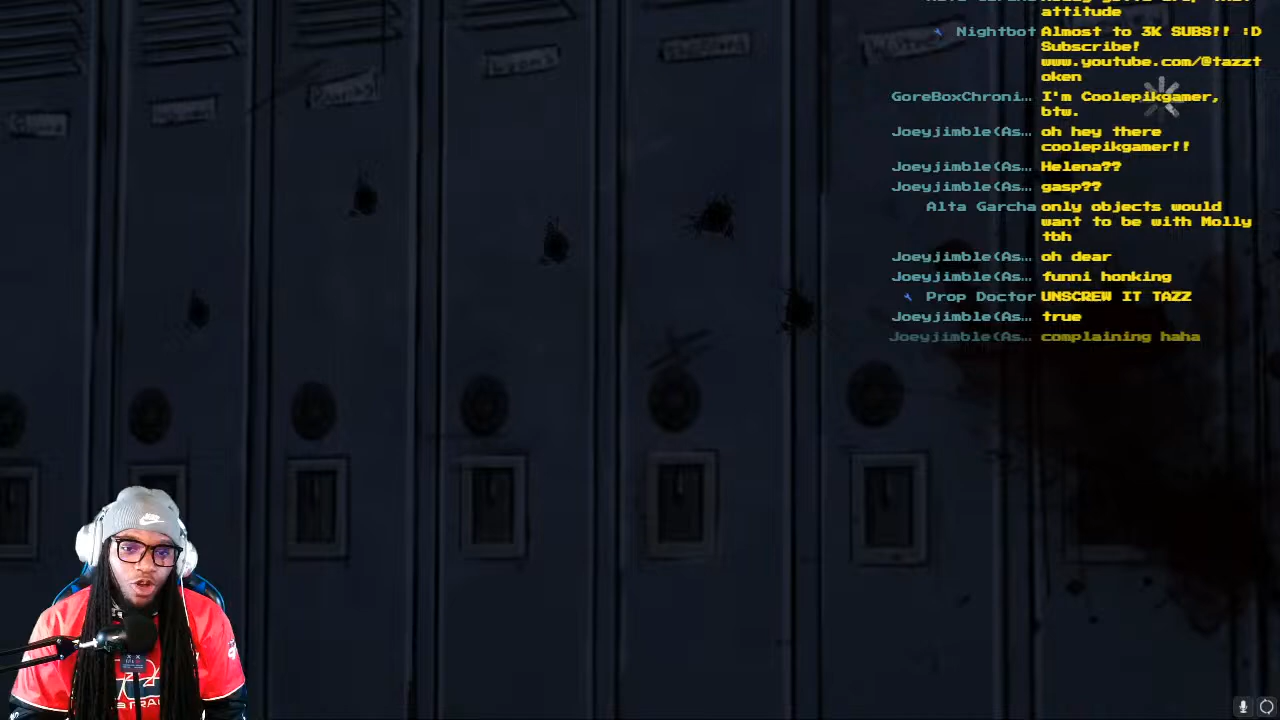 attitude
Nightbot Almost to 3K SUBS!! :D
Subscribe!
www.youtube.com/@tazzt
oken
GoreBoxChroni… I'm Coolepikgamer,
btw.
Joeyjimble(As… oh hey there
coolepikgamer!!
Joeyjimble(As… Helena??
Joeyjimble(As… gasp??
Alta Garcha only objects would
want to be with Molly
tbh
Joeyjimble(As… oh dear
Joeyjimble(As… funni honking
Prop Doctor UNSCREW IT TAZZ
Joeyjimble(As… true
Joeyjimble(As… complaining haha